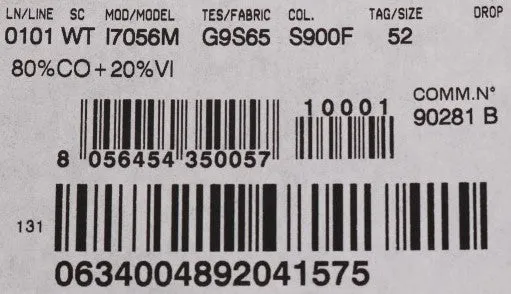 LN/LINE SC MOD/MODEL TES/FABRIC COL. TAG/SIZE DROP
0101 WT I7056M G9S65 S900F 52
80%CO+20%VI
10001
COMM.N°
90281 B
8 056454 350057
131
0634004892041575